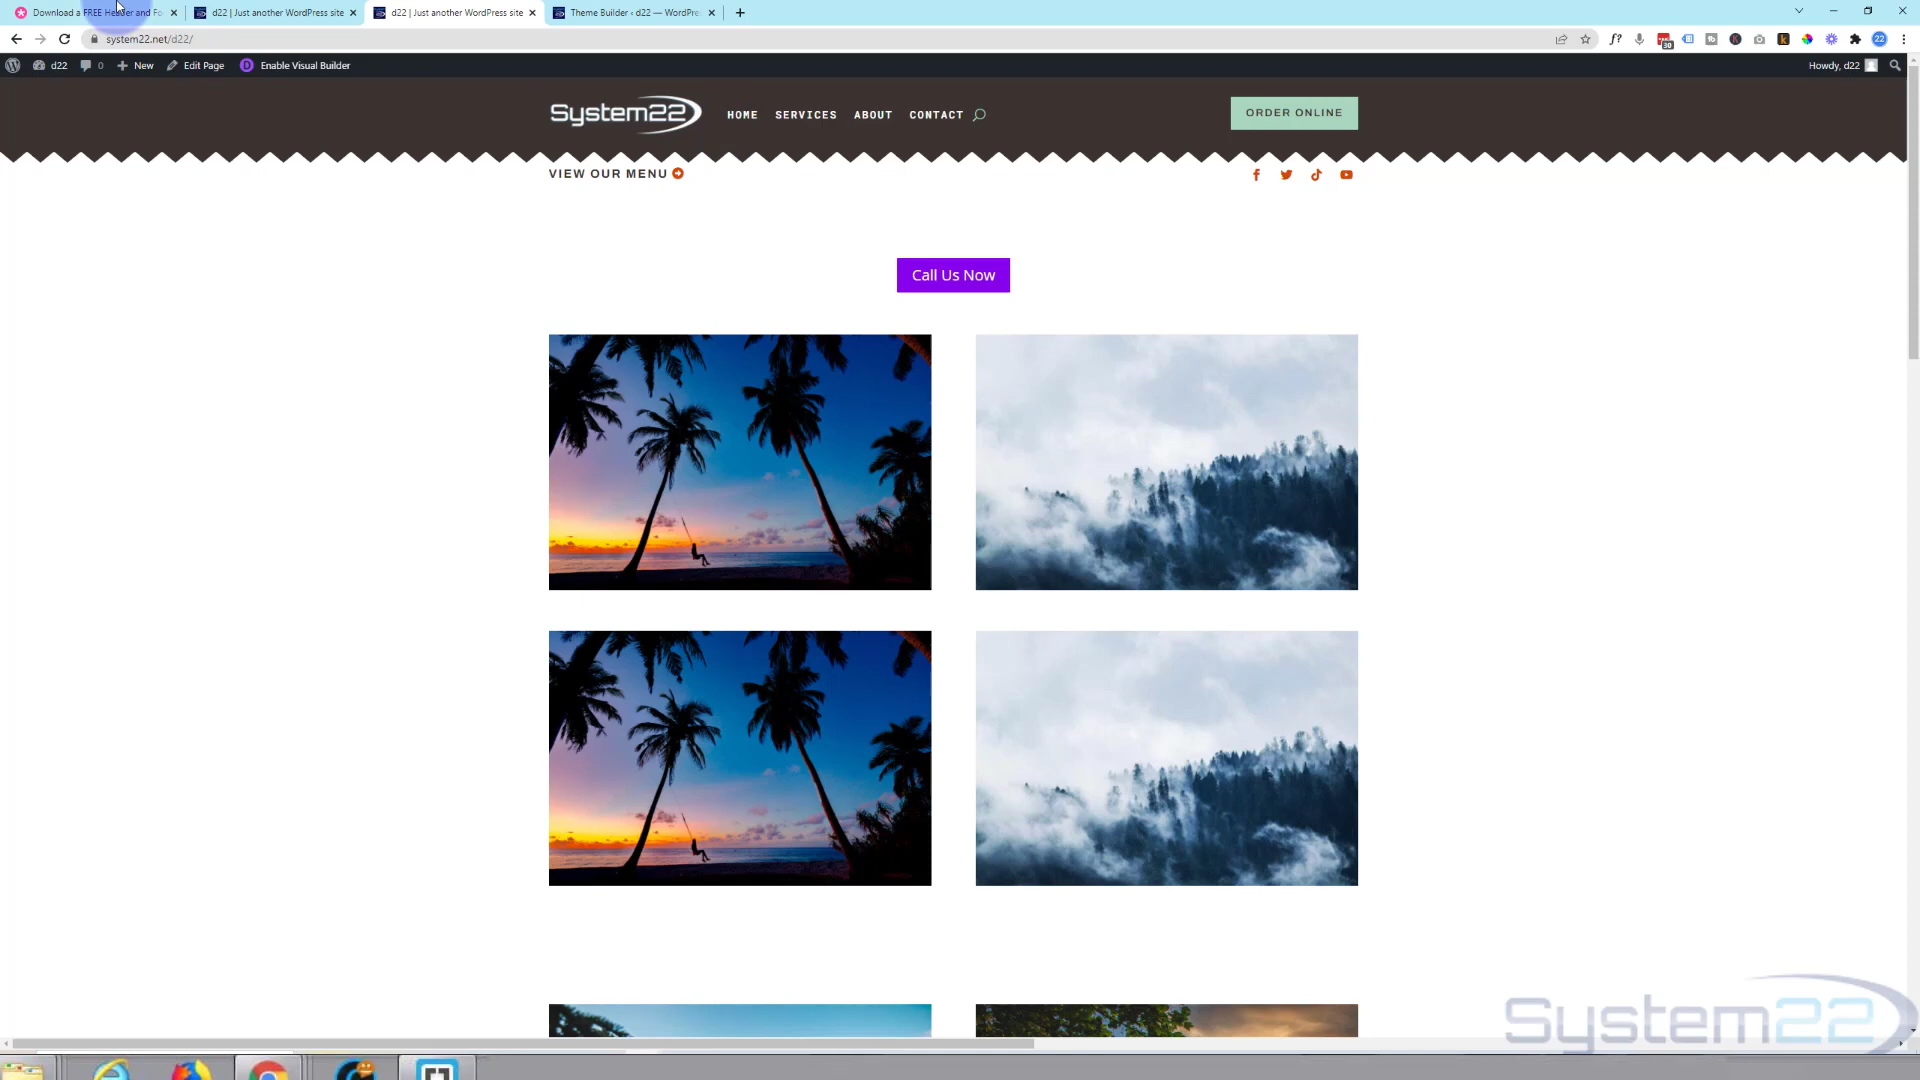 Download a FREE Header and Fo
d22 | Just another WordPress site
d22 | Just another WordPress site
Theme Builder ‹ d22 — WordPre
system22.net/d22/
f?
30
22
d22
0
New
Edit Page
Enable Visual Builder
Howdy, d22
System22
HOME
SERVICES
ABOUT
CONTACT
ORDER ONLINE
VIEW OUR MENU
Call Us Now
System22